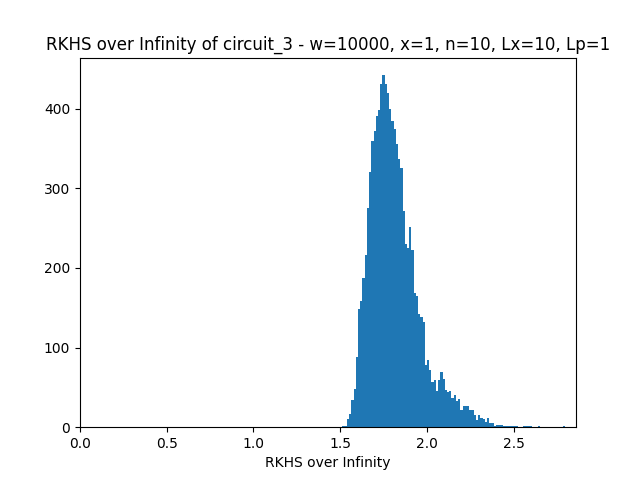 RKHS over Infinity of circuit_3 - w=10000, x=1, n=10, Lx=10, Lp=1
400
300
200
100
0
0.0 0.5 1.0 1.5 2.0 2.5
RKHS over Infinity